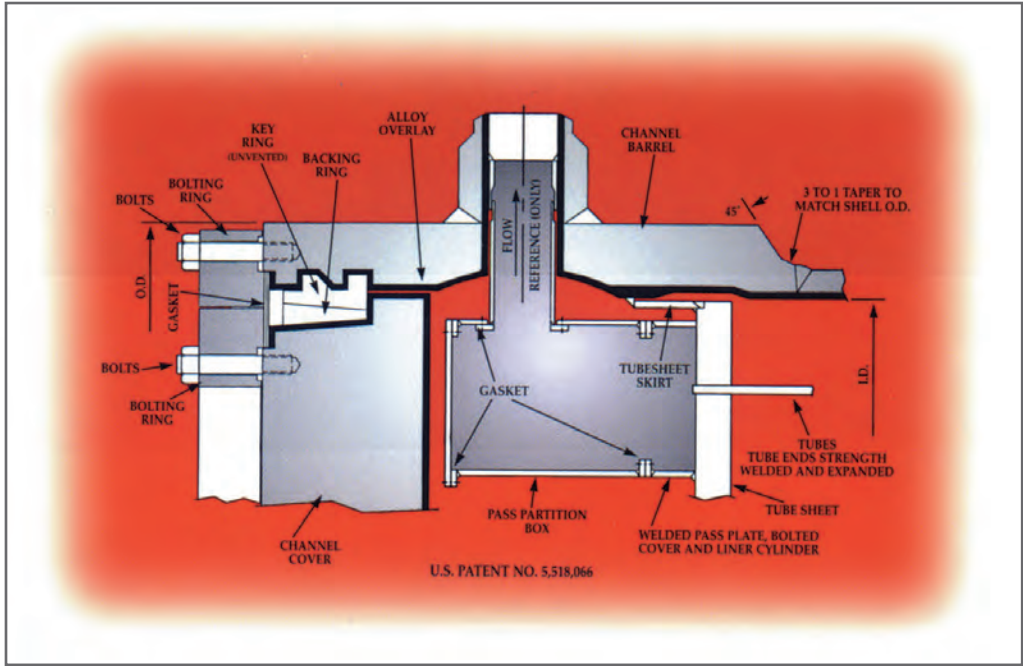 KEY
RING
(UNVENTED)
BACKING
RING
ALLOY
OVERLAY
CHANNEL
BARREL
BOLTING
RING
BOLTS
3 TO 1 TAPER TO
MATCH SHELL O.D.
45°
O.D.
GASKET
FLOW
REFERENCE (ONLY)
I.D.
BOLTS
BOLTING
RING
GASKET
TUBESHEET
SKIRT
TUBES
TUBE ENDS STRENGTH
WELDED AND EXPANDED
TUBE SHEET
PASS PARTITION
BOX
WELDED PASS PLATE, BOLTED
COVER AND LINER CYLINDER
CHANNEL
COVER
U.S. PATENT NO. 5,518,066